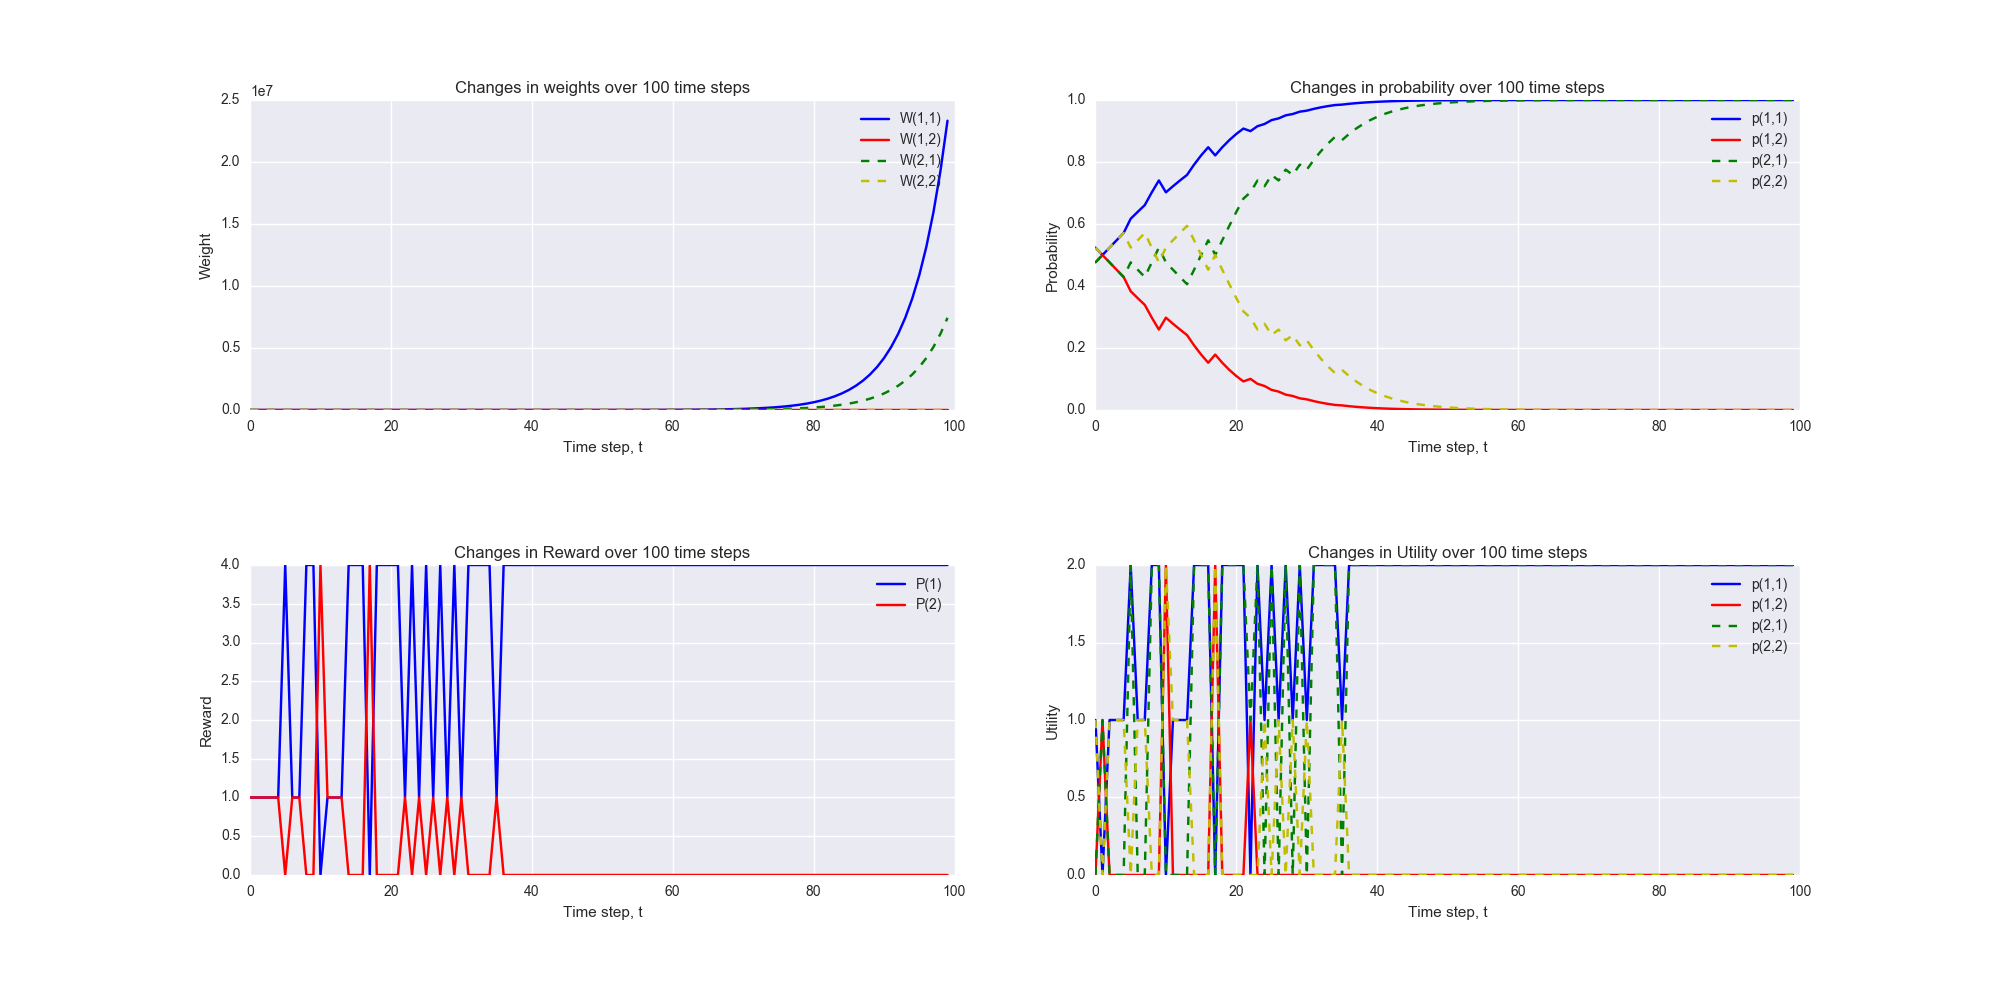 Changes in weights over 100 time steps
1e7
2.5
2.0
1.5
1.0
0.5
0.0
Weight
W(1,1)
W(1,2)
W(2,1)
W(2,2)
0 20 40 60 80 100
Time step, t
Changes in probability over 100 time steps
1.0
0.8
0.6
0.4
0.2
0.0
Probability
p(1,1)
p(1,2)
p(2,1)
p(2,2)
0 20 40 60 80 100
Time step, t
Changes in Reward over 100 time steps
4.0
3.5
3.0
2.5
2.0
1.5
1.0
0.5
0.0
Reward
P(1)
P(2)
0 20 40 60 80 100
Time step, t
Changes in Utility over 100 time steps
2.0
1.5
1.0
0.5
0.0
Utility
p(1,1)
p(1,2)
p(2,1)
p(2,2)
0 20 40 60 80 100
Time step, t